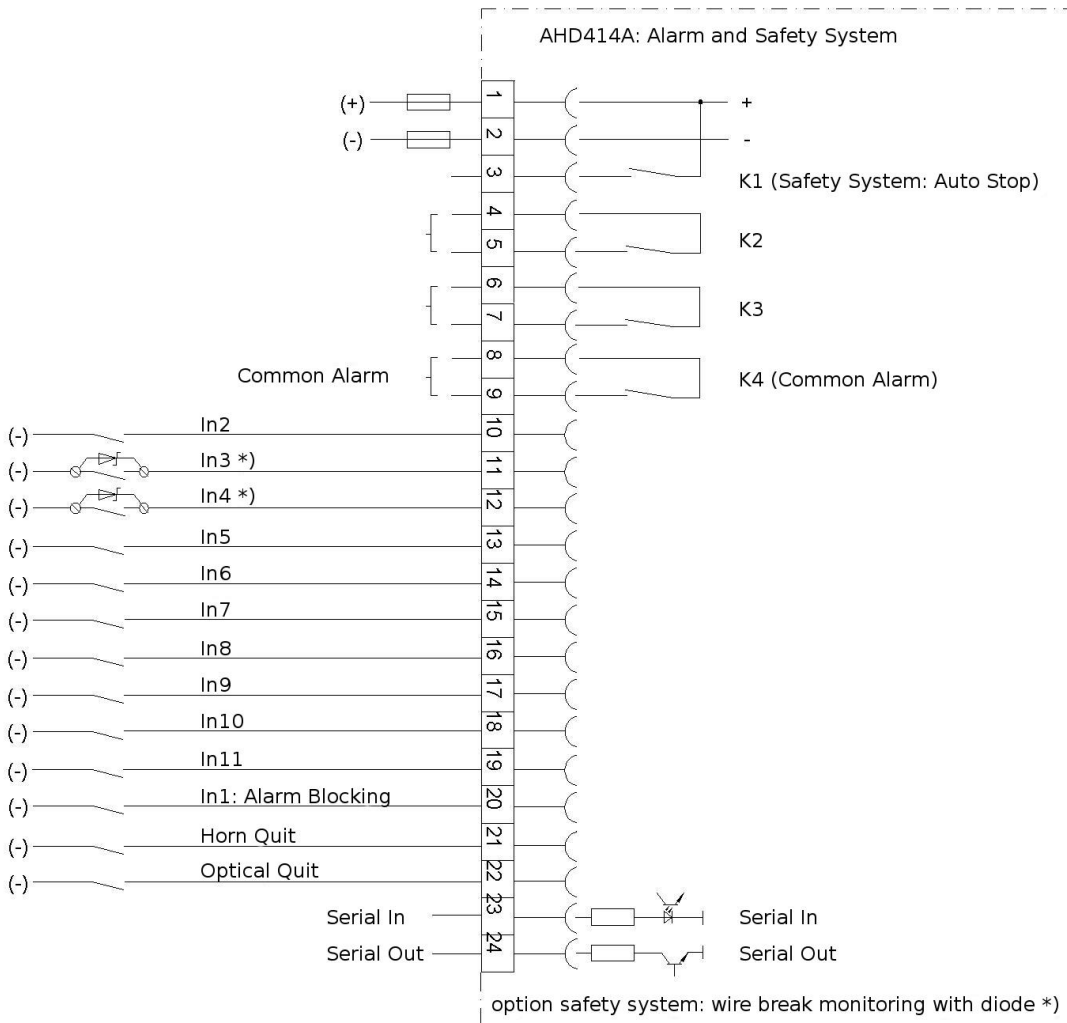 AHD414A: Alarm and Safety System
(+) 1 +
(-) 2 -
3 K1 (Safety System: Auto Stop)
4
5 K2
6
7 K3
8
Common Alarm 9 K4 (Common Alarm)
(-) In2 10
(-) In3 *) 11
(-) In4 *) 12
(-) In5 13
(-) In6 14
(-) In7 15
(-) In8 16
(-) In9 17
(-) In10 18
(-) In11 19
(-) In1: Alarm Blocking 20
(-) Horn Quit 21
(-) Optical Quit 22
Serial In 23 Serial In
Serial Out 24 Serial Out
option safety system: wire break monitoring with diode *)